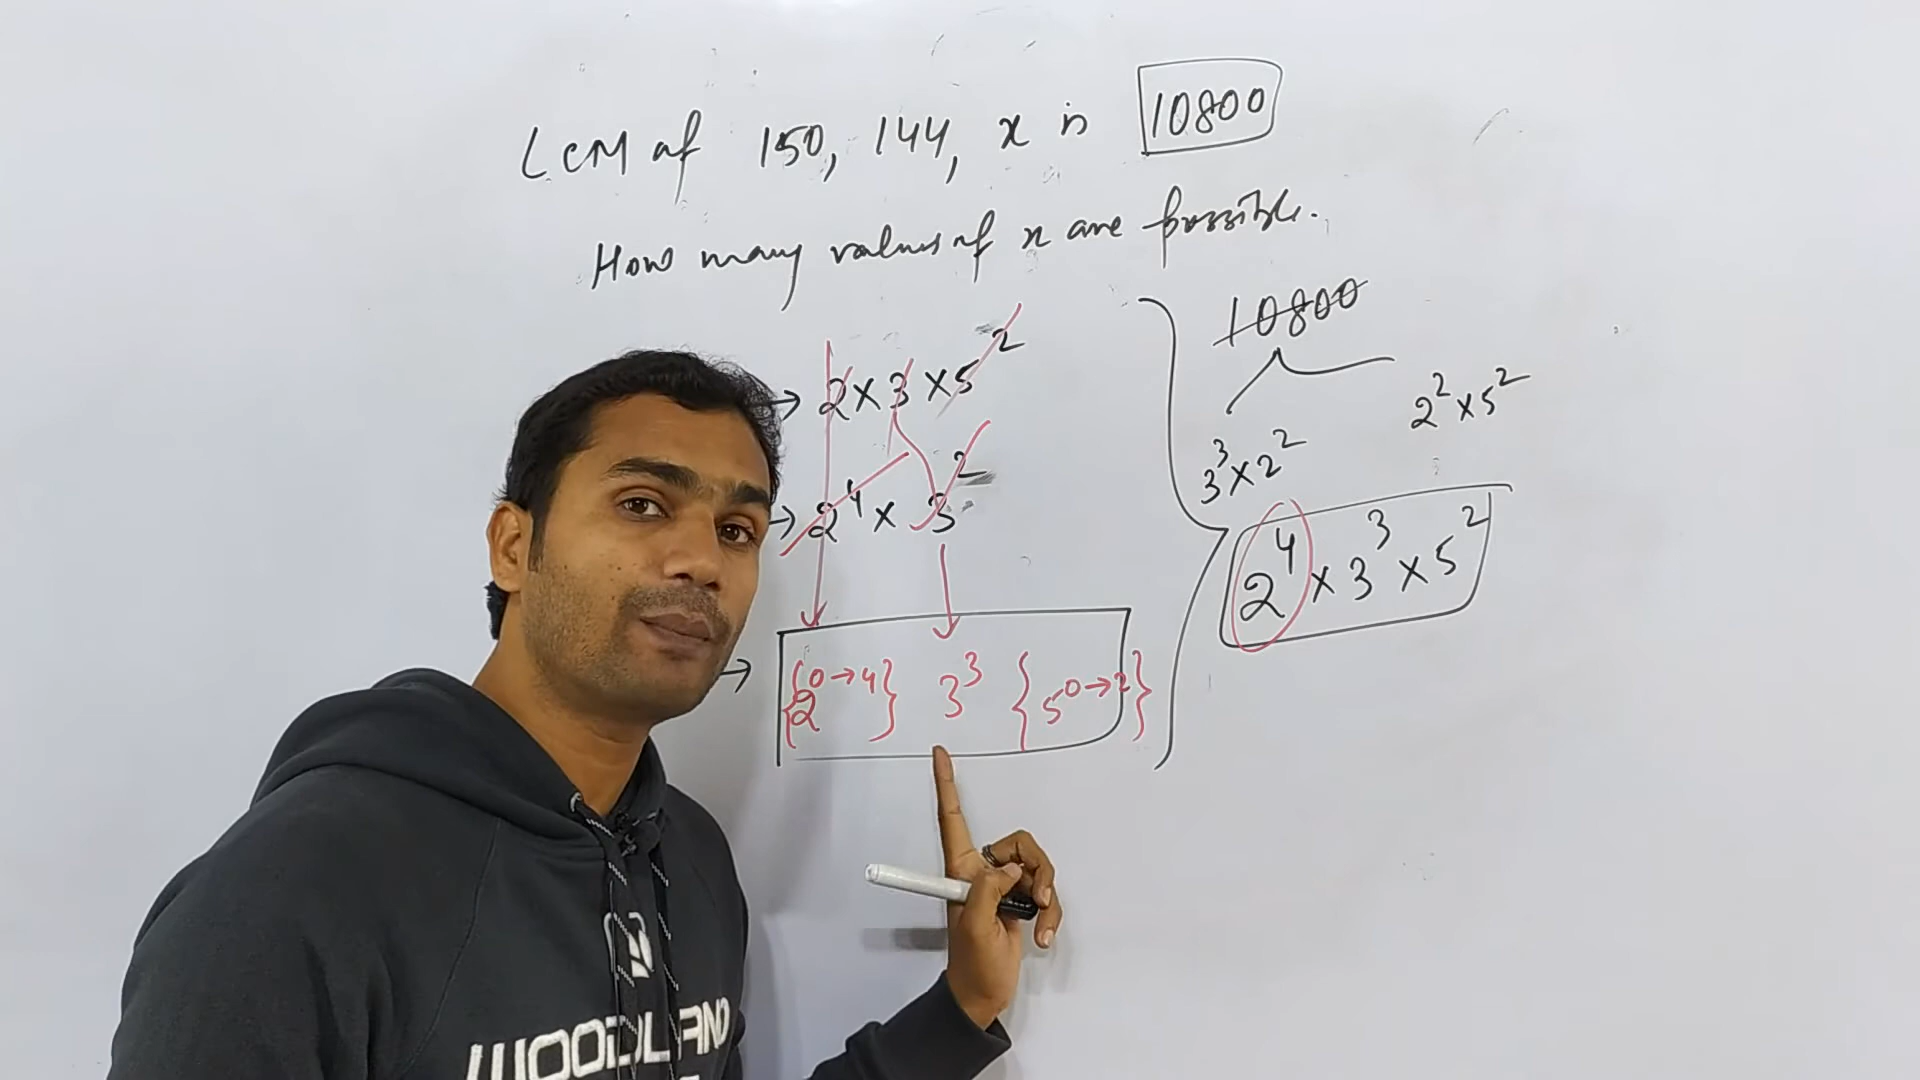 LCM of 150, 144, x is 10800
How many values of x are possible.
10800
→ 2 × 3 × 5²
2² × 5²
3³ × 2²
→ 2⁴ × 3²
2⁴ × 3³ × 5²
→ {2⁰→⁴} 3³ {5⁰→²}
WOODLAND